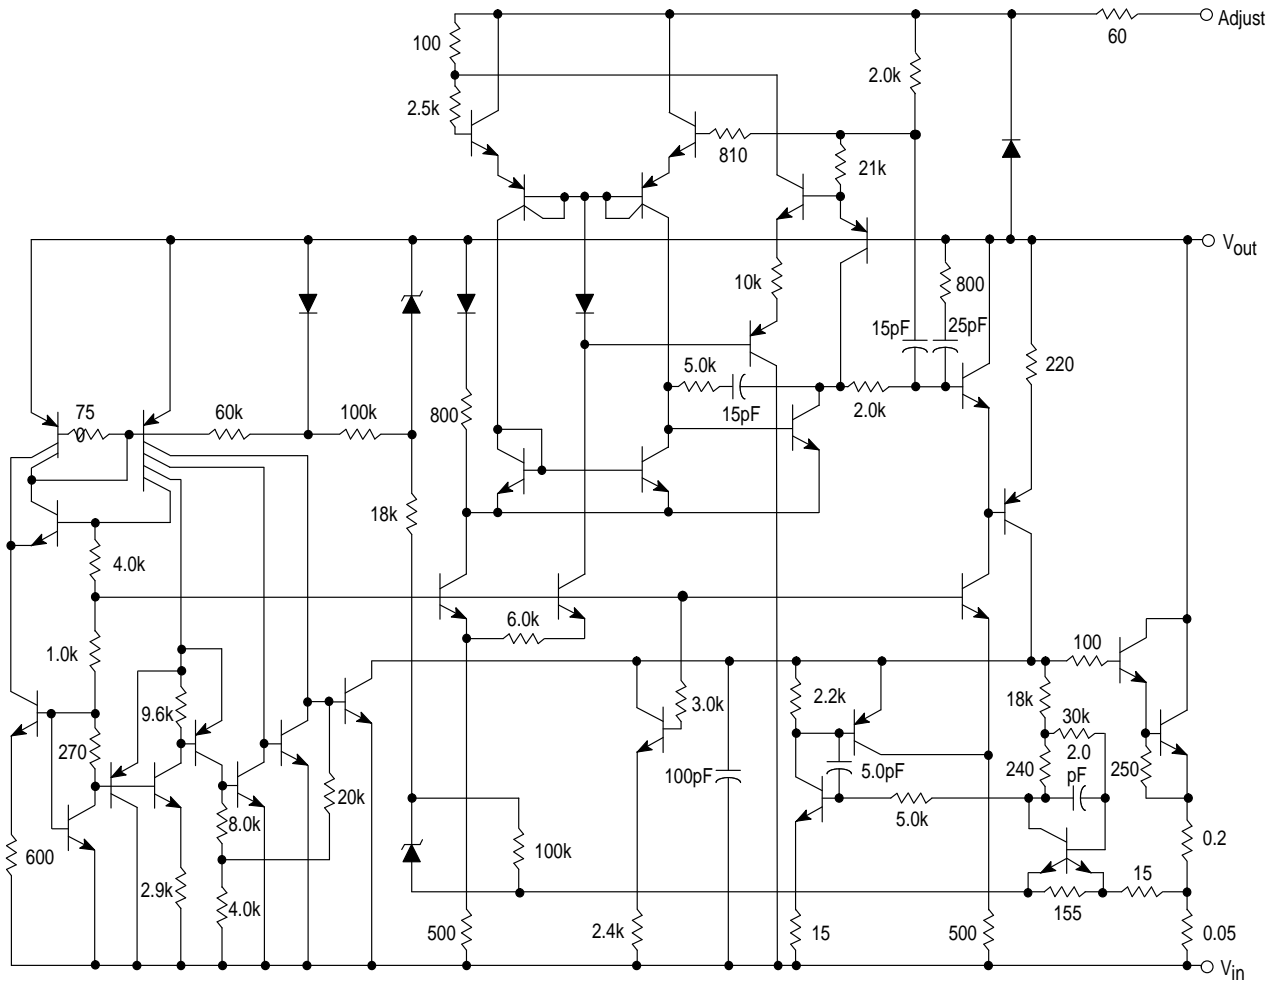 100
60
Adjust
2.0k
2.5k
810
21k
Vout
10k
800
15pF
25pF
220
5.0k
75
0
60k
100k
800
15pF
2.0k
18k
4.0k
6.0k
1.0k
100
2.2k
18k
3.0k
9.6k
30k
270
2.0
pF
100pF
5.0pF
240
250
20k
8.0k
5.0k
0.2
600
100k
15
2.9k
4.0k
155
500
2.4k
15
500
0.05
Vin